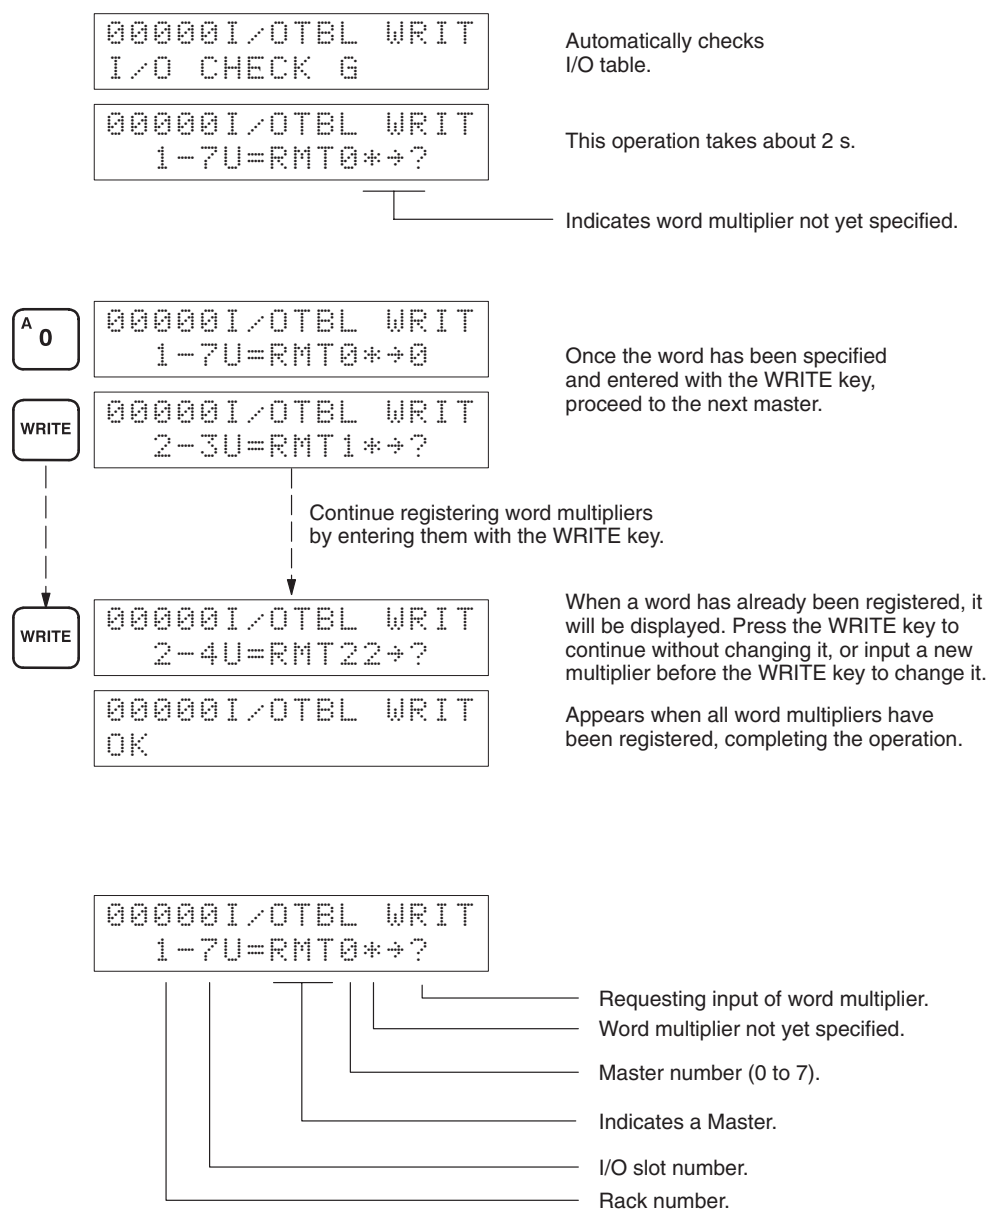 00000I/OTBL WRIT
I/O CHECK G
Automatically checks
I/O table.
00000I/OTBL WRIT
1-7U=RMT0*→?
This operation takes about 2 s.
Indicates word multiplier not yet specified.
A 0
00000I/OTBL WRIT
1-7U=RMT0*→0
Once the word has been specified
and entered with the WRITE key,
proceed to the next master.
WRITE
00000I/OTBL WRIT
2-3U=RMT1*→?
Continue registering word multipliers
by entering them with the WRITE key.
WRITE
00000I/OTBL WRIT
2-4U=RMT22→?
When a word has already been registered, it
will be displayed. Press the WRITE key to
continue without changing it, or input a new
multiplier before the WRITE key to change it.
00000I/OTBL WRIT
OK
Appears when all word multipliers have
been registered, completing the operation.
00000I/OTBL WRIT
1-7U=RMT0*→?
Requesting input of word multiplier.
Word multiplier not yet specified.
Master number (0 to 7).
Indicates a Master.
I/O slot number.
Rack number.